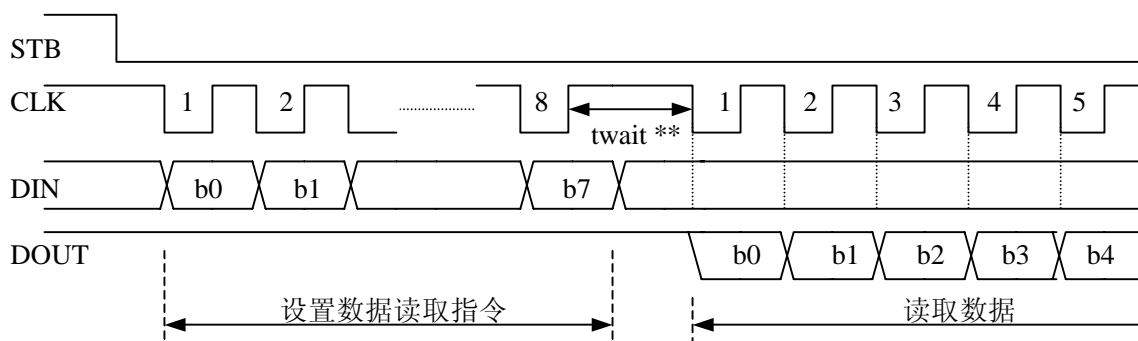 STB
CLK 1 2 8 1 2 3 4 5
twait **
DIN b0 b1 b7
DOUT b0 b1 b2 b3 b4
设置数据读取指令 读取数据